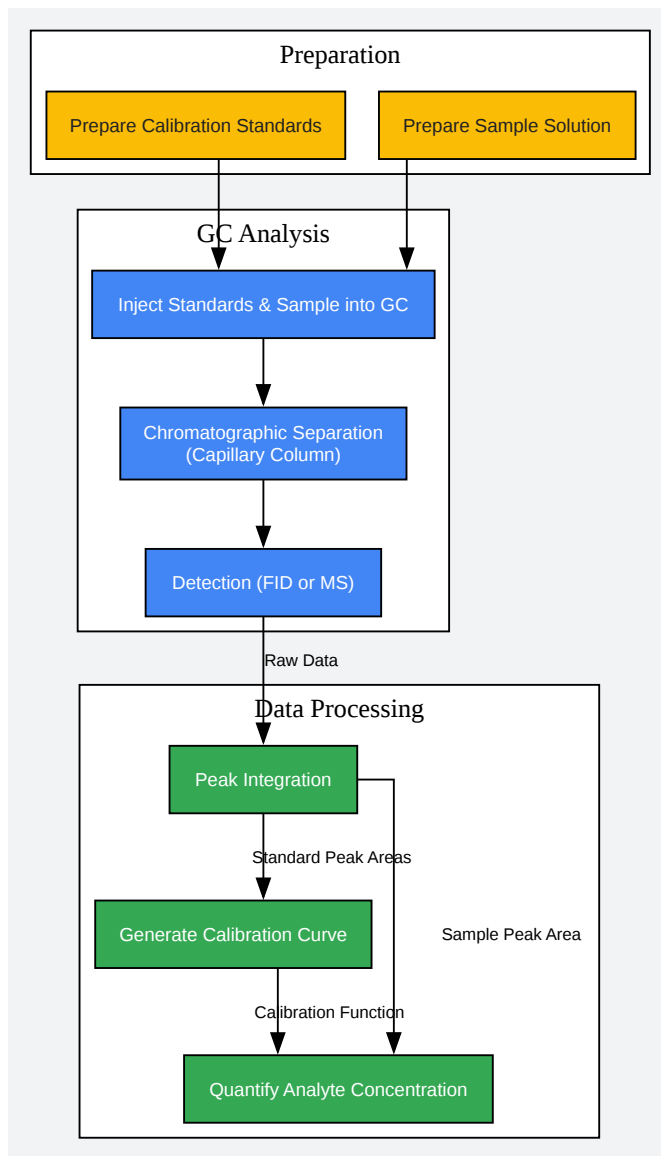 Preparation
Prepare Calibration Standards
Prepare Sample Solution
GC Analysis
Inject Standards & Sample into GC
Chromatographic Separation
(Capillary Column)
Detection (FID or MS)
Raw Data
Data Processing
Peak Integration
Standard Peak Areas
Generate Calibration Curve
Sample Peak Area
Calibration Function
Quantify Analyte Concentration